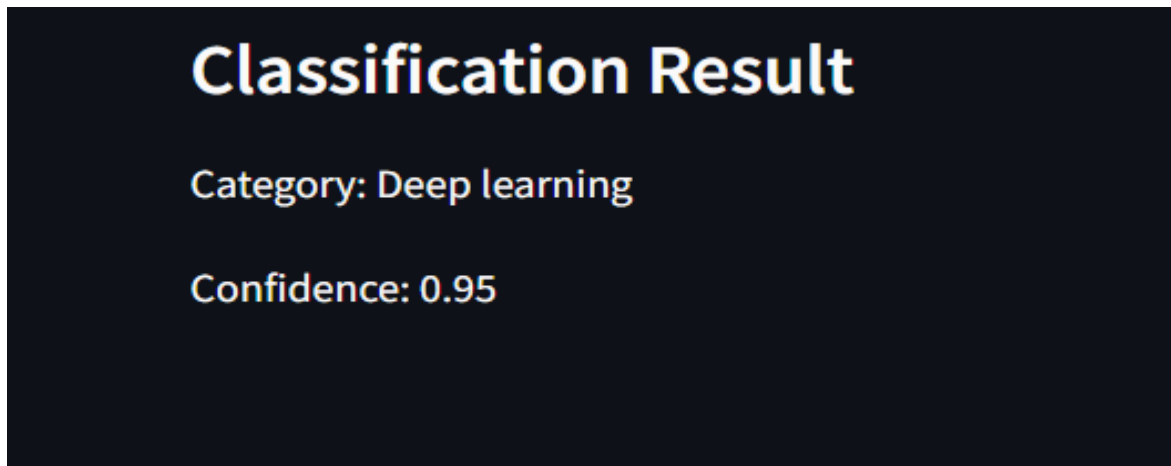 Classification Result
Category: Deep learning
Confidence: 0.95